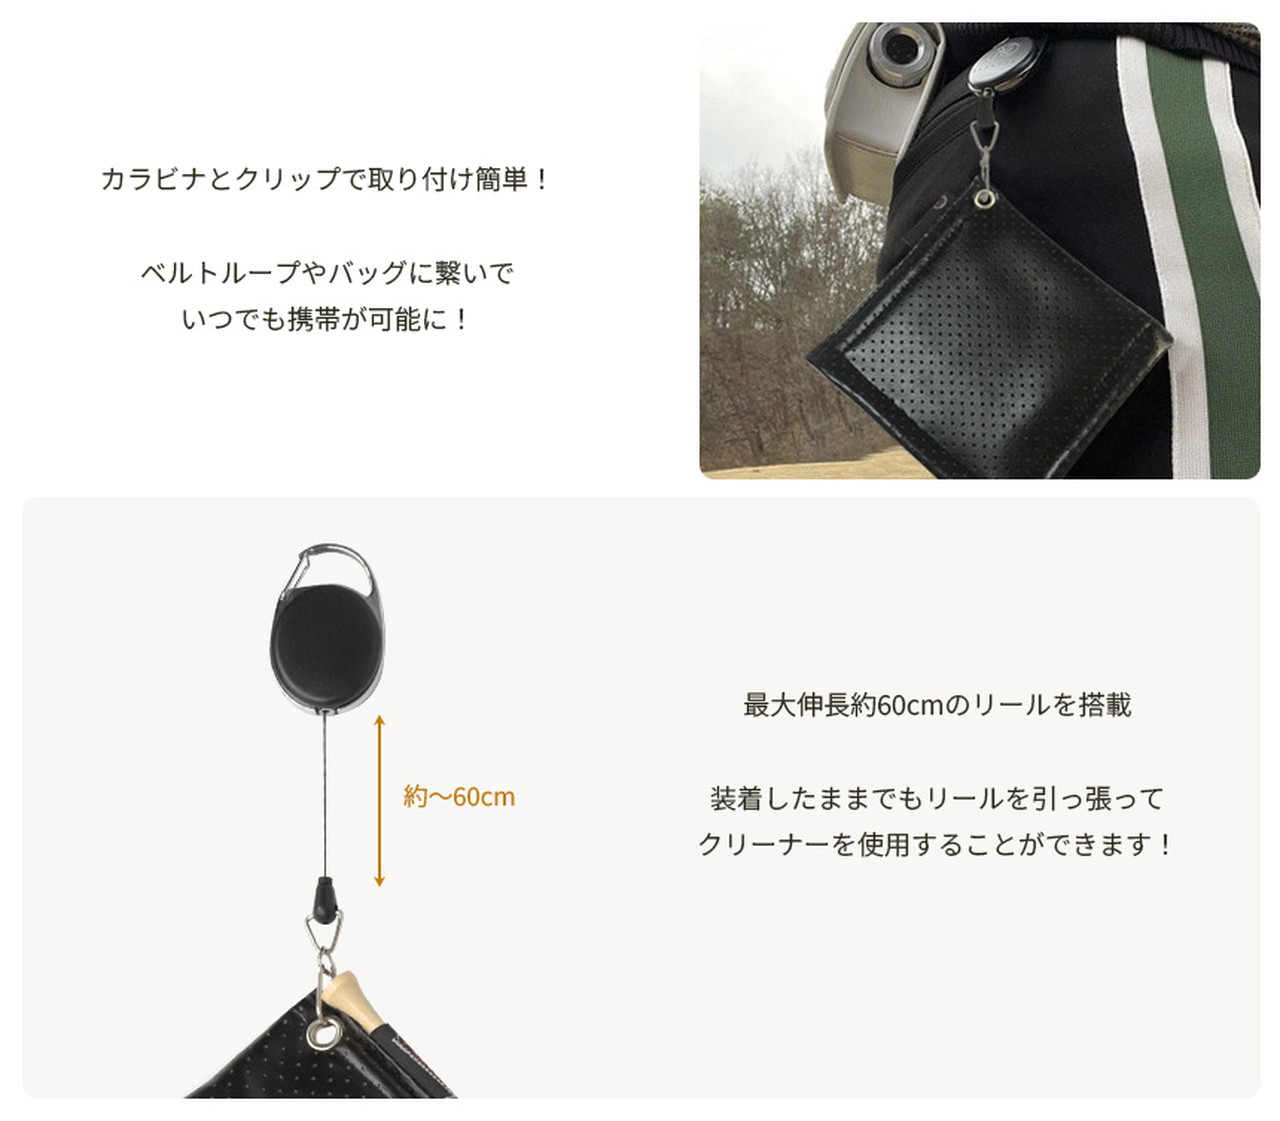 カラビナとクリップで取り付け簡単！
ベルトループやバッグに繋いで
いつでも携帯が可能に！
約〜60cm
最大伸長約60cmのリールを搭載
装着したままでもリールを引っ張って
クリーナーを使用することができます！